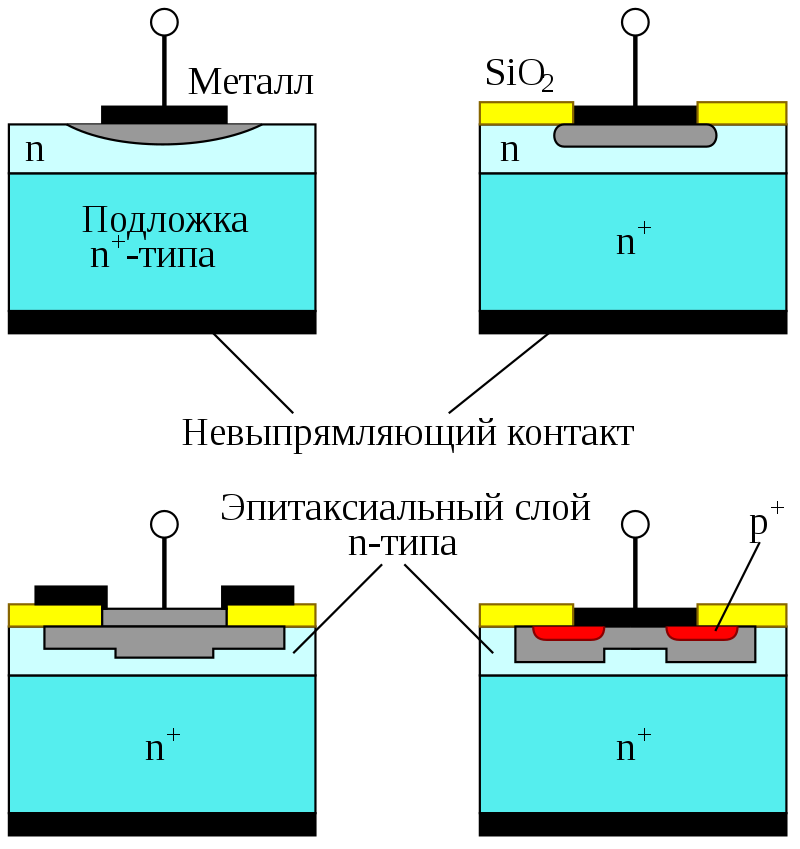 Металл
SiO₂
n
n
Подложка
n⁺-типа
n⁺
Невыпрямляющий контакт
Эпитаксиальный слой
n-типа
p⁺
n⁺
n⁺